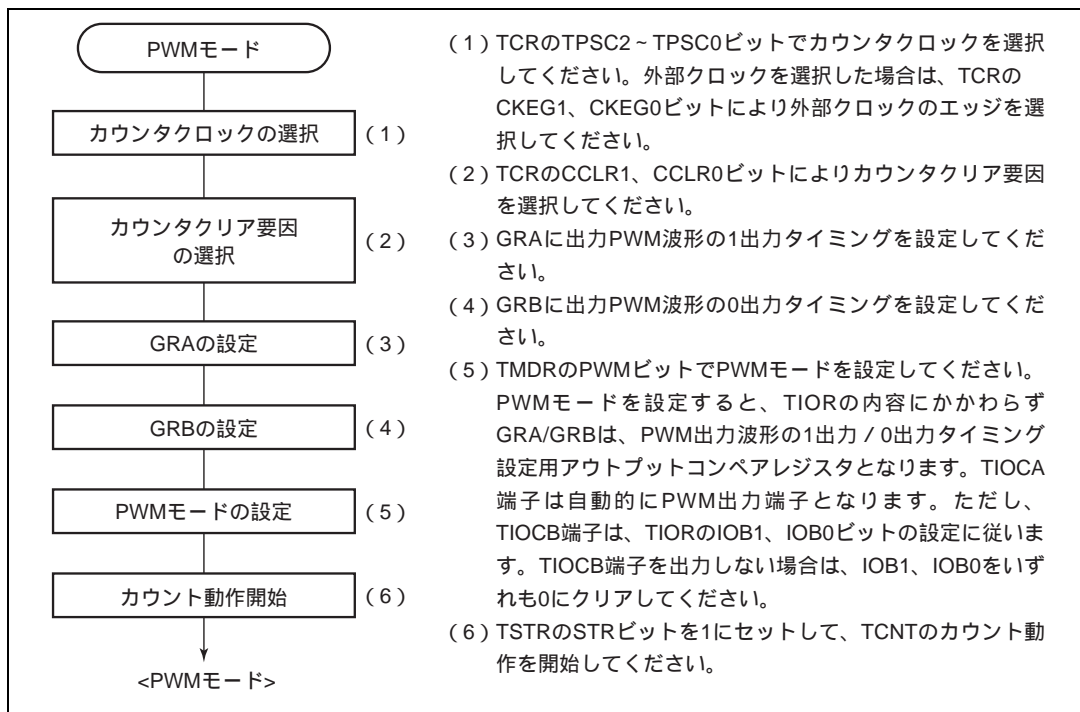 PWMモード
カウンタクロックの選択 (1)
カウンタクリア要因
の選択 (2)
GRAの設定 (3)
GRBの設定 (4)
PWMモードの設定 (5)
カウント動作開始 (6)
<PWMモード>
(1) TCRのTPSC2~TPSC0ビットでカウンタクロックを選択
してください。外部クロックを選択した場合は、TCRの
CKEG1、CKEG0ビットにより外部クロックのエッジを選
択してください。
(2) TCRのCCLR1、CCLR0ビットによりカウンタクリア要因
を選択してください。
(3) GRAに出力PWM波形の1出力タイミングを設定してくだ
さい。
(4) GRBに出力PWM波形の0出力タイミングを設定してくだ
さい。
(5) TMDRのPWMビットでPWMモードを設定してください。
PWMモードを設定すると、TIORの内容にかかわらず
GRA/GRBは、PWM出力波形の1出力/0出力タイミング
設定用アウトプットコンペアレジスタとなります。TIOCA
端子は自動的にPWM出力端子となります。ただし、
TIOCB端子は、TIORのIOB1、IOB0ビットの設定に従いま
す。TIOCB端子を出力しない場合は、IOB1、IOB0をいず
れも0にクリアしてください。
(6) TSTRのSTRビットを1にセットして、TCNTのカウント動
作を開始してください。